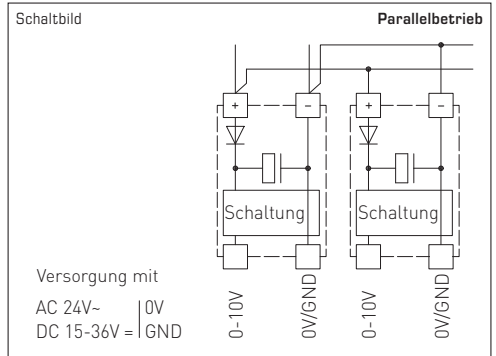 Schaltbild
Parallelbetrieb
+
−
+
−
Schaltung
Schaltung
Versorgung mit
AC 24V~ | 0V
DC 15-36V = | GND
0-10V
0V/GND
0-10V
0V/GND